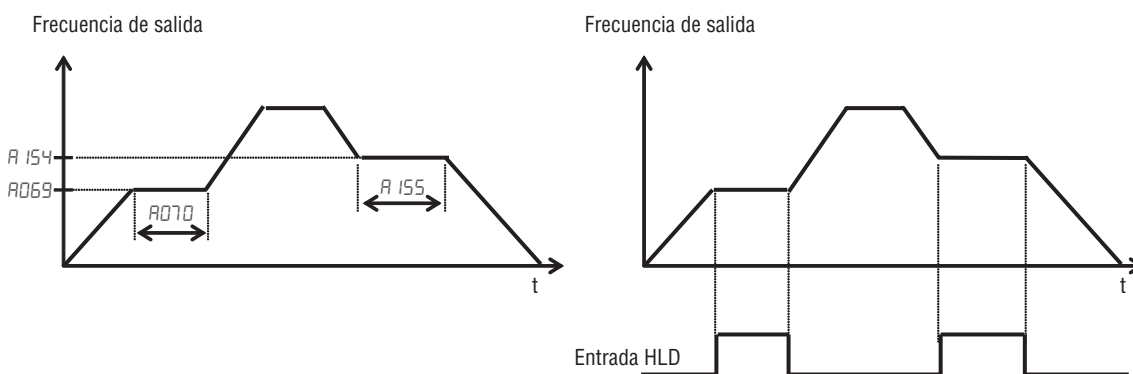 Frecuencia de salida
A154
A069
A070
A155
t
Frecuencia de salida
t
Entrada HLD